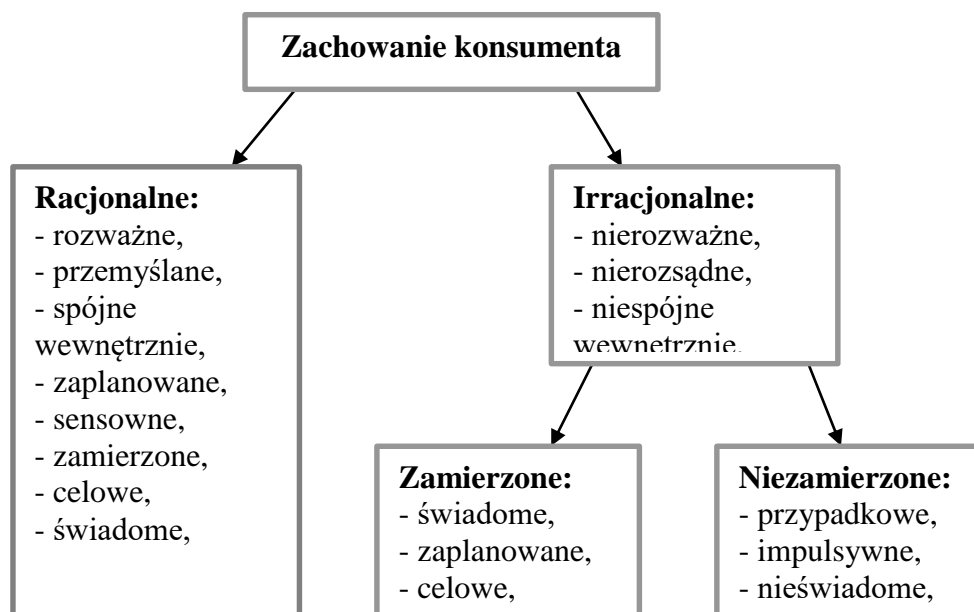 Zachowanie konsumenta
Racjonalne:
- rozważne,
- przemyślane,
- spójne
wewnętrznie,
- zaplanowane,
- sensowne,
- zamierzone,
- celowe,
- świadome,
Irracjonalne:
- nierozważne,
- nierozsądne,
- niespójne
wewnętrznie.
Zamierzone:
- świadome,
- zaplanowane,
- celowe,
Niezamierzone:
- przypadkowe,
- impulsywne,
- nieświadome,